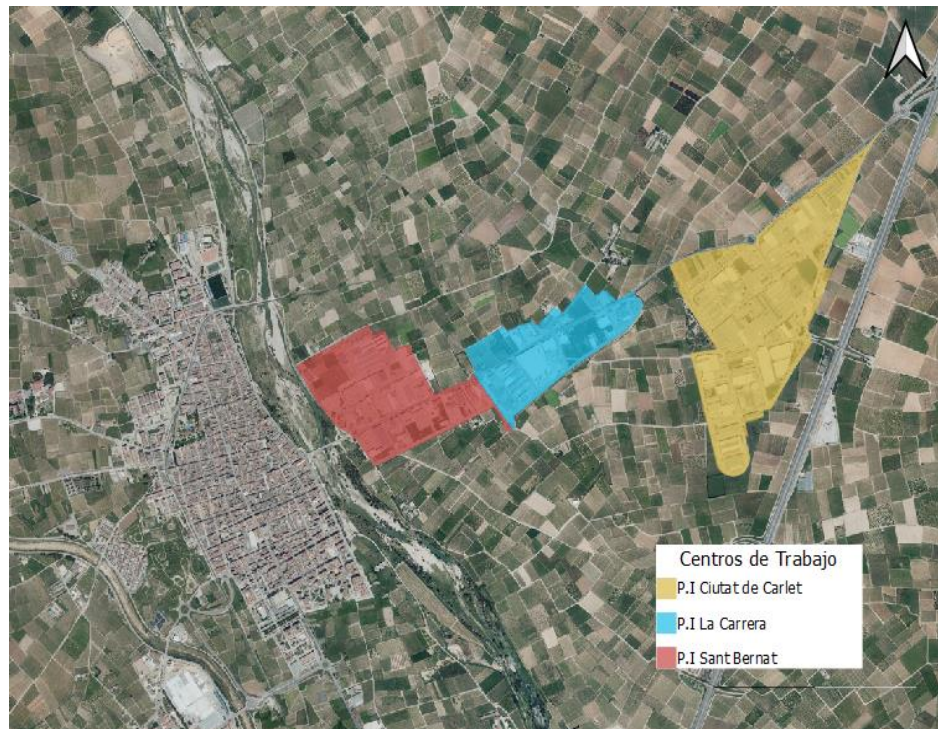 Centros de Trabajo
P.I Ciutat de Carlet
P.I La Carrera
P.I Sant Bernat